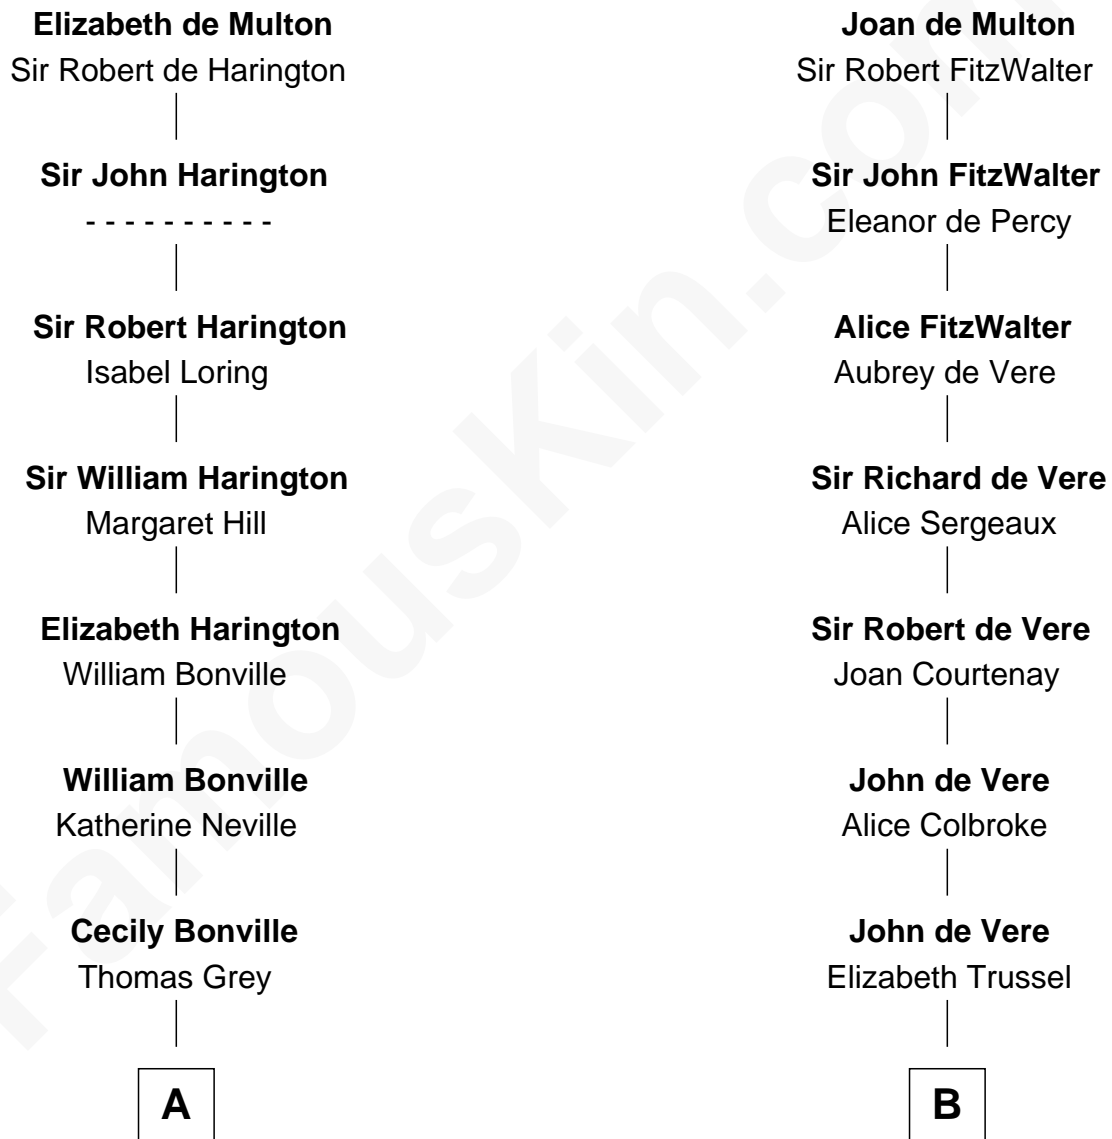 Elizabeth de Multon
Sir Robert de Harington
Sir John Harington
- - - - - - - - - -
Sir Robert Harington
Isabel Loring
Sir William Harington
Margaret Hill
Elizabeth Harington
William Bonville
William Bonville
Katherine Neville
Cecily Bonville
Thomas Grey
A
Joan de Multon
Sir Robert FitzWalter
Sir John FitzWalter
Eleanor de Percy
Alice FitzWalter
Aubrey de Vere
Sir Richard de Vere
Alice Sergeaux
Sir Robert de Vere
Joan Courtenay
John de Vere
Alice Colbroke
John de Vere
Elizabeth Trussel
B
FamousKin.com